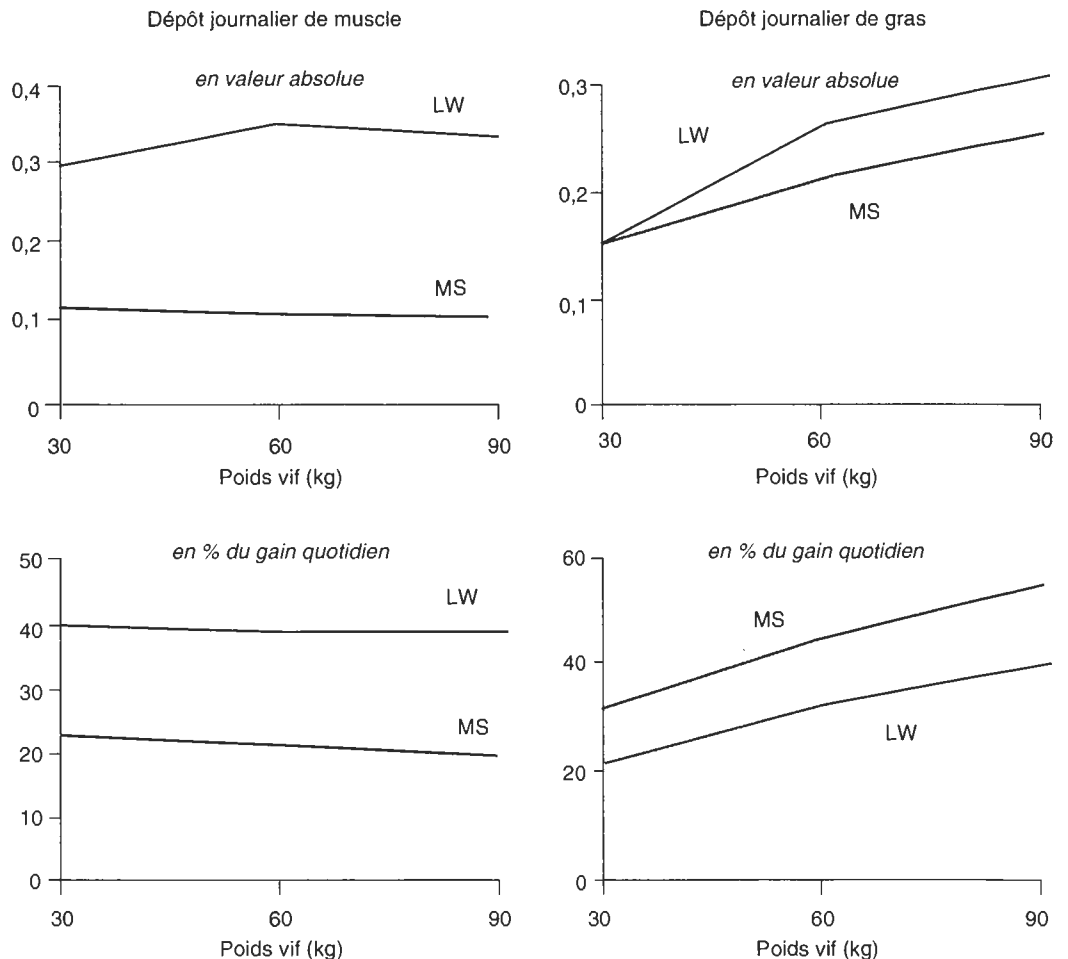 Dépôt journalier de muscle
en valeur absolue
0,4
0,3
0,2
0,1
0
LW
MS
30 60 90
Poids vif (kg)
Dépôt journalier de gras
en valeur absolue
0,3
0,2
0,1
0
LW
MS
30 60 90
Poids vif (kg)
en % du gain quotidien
50
40
30
20
10
0
LW
MS
30 60 90
Poids vif (kg)
en % du gain quotidien
60
40
20
0
MS
LW
30 60 90
Poids vif (kg)